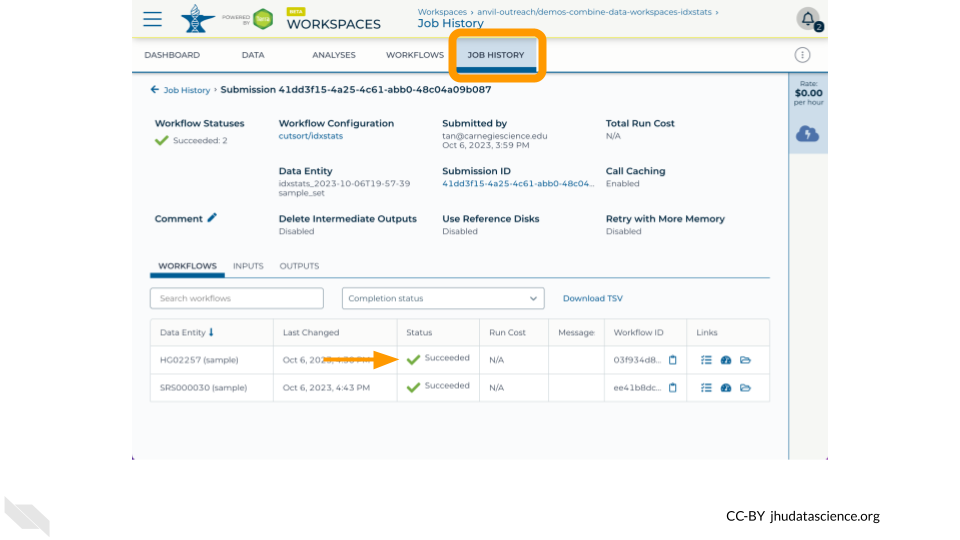 POWERED BY Terra
BETA
WORKSPACES
Workspaces › anvil-outreach/demos-combine-data-workspaces-idxstats ›
Job History
2
DASHBOARD DATA ANALYSES WORKFLOWS JOB HISTORY
Rate:
$0.00
per hour
Job History › Submission 41dd3f15-4a25-4c61-abb0-48c04a09b087
Workflow Statuses Workflow Configuration Submitted by Total Run Cost
Succeeded: 2 cutsort/idxstats tan@carnegiescience.edu N/A
Oct 6, 2023, 3:59 PM
Data Entity Submission ID Call Caching
idxstats_2023-10-06T19-57-39 41dd3f15-4a25-4c61-abb0-48c04... Enabled
sample_set
Comment Delete Intermediate Outputs Use Reference Disks Retry with More Memory
Disabled Disabled Disabled
WORKFLOWS INPUTS OUTPUTS
Search workflows Completion status Download TSV
Data Entity Last Changed Status Run Cost Message Workflow ID Links
HG02257 (sample) Oct 6, PM Succeeded N/A 03f934d8...
SRS000030 (sample) Oct 6, 2023, 4:43 PM Succeeded N/A ee41b8dc...
CC-BY jhudatascience.org